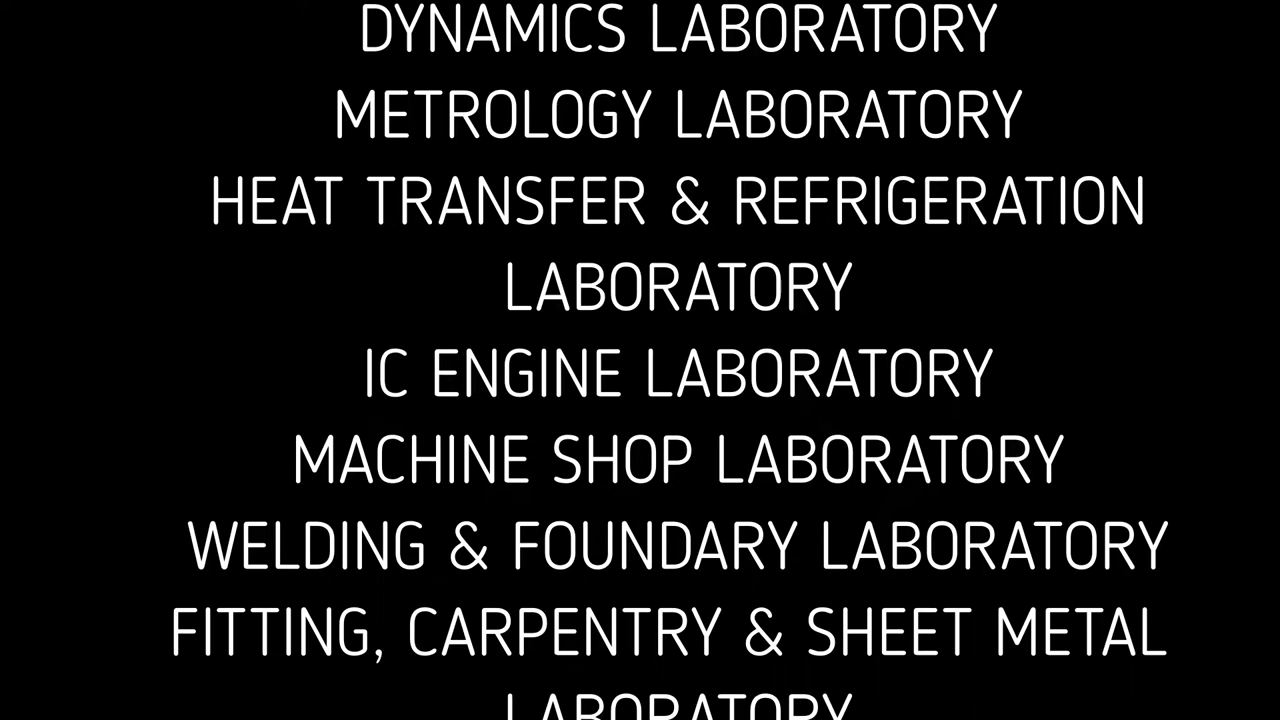 DYNAMICS LABORATORY
METROLOGY LABORATORY
HEAT TRANSFER & REFRIGERATION
LABORATORY
IC ENGINE LABORATORY
MACHINE SHOP LABORATORY
WELDING & FOUNDARY LABORATORY
FITTING, CARPENTRY & SHEET METAL
LABORATORY